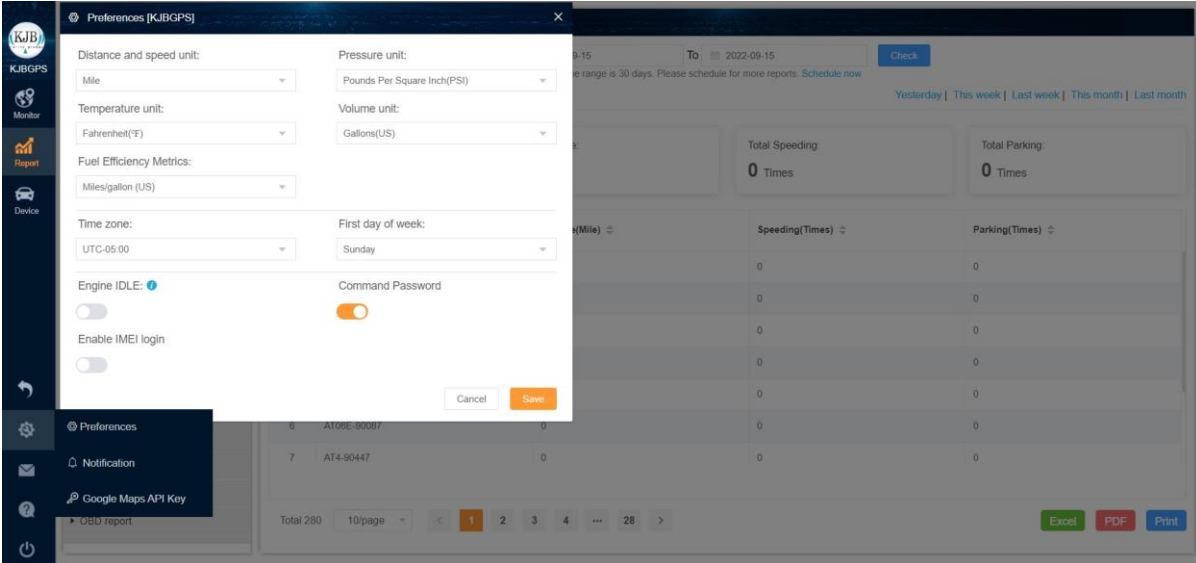 KJB
KJBGPS
Monitor
Report
Device
Preferences [KJBGPS]
Distance and speed unit:
Pressure unit:
Mile
Pounds Per Square Inch(PSI)
Temperature unit:
Volume unit:
Fahrenheit(°F)
Gallons(US)
Fuel Efficiency Metrics:
Miles/gallon (US)
Time zone:
First day of week:
UTC-05:00
Sunday
Engine IDLE:
Command Password
Enable IMEI login
Cancel
Save
Preferences
Notification
Google Maps API Key
OBD report
9-15 To 2022-09-15 Check
e range is 30 days. Please schedule for more reports. Schedule now
Yesterday | This week | Last week | This month | Last month
Total Speeding:
0 Times
Total Parking:
0 Times
e(Mile) Speeding(Times) Parking(Times)
0 0
0 0
0 0
0 0
0 0
6 AT06E-90087 0 0 0
7 AT4-90447 0 0 0
Total 280 10/page < 1 2 3 4 ••• 28 >
Excel PDF Print